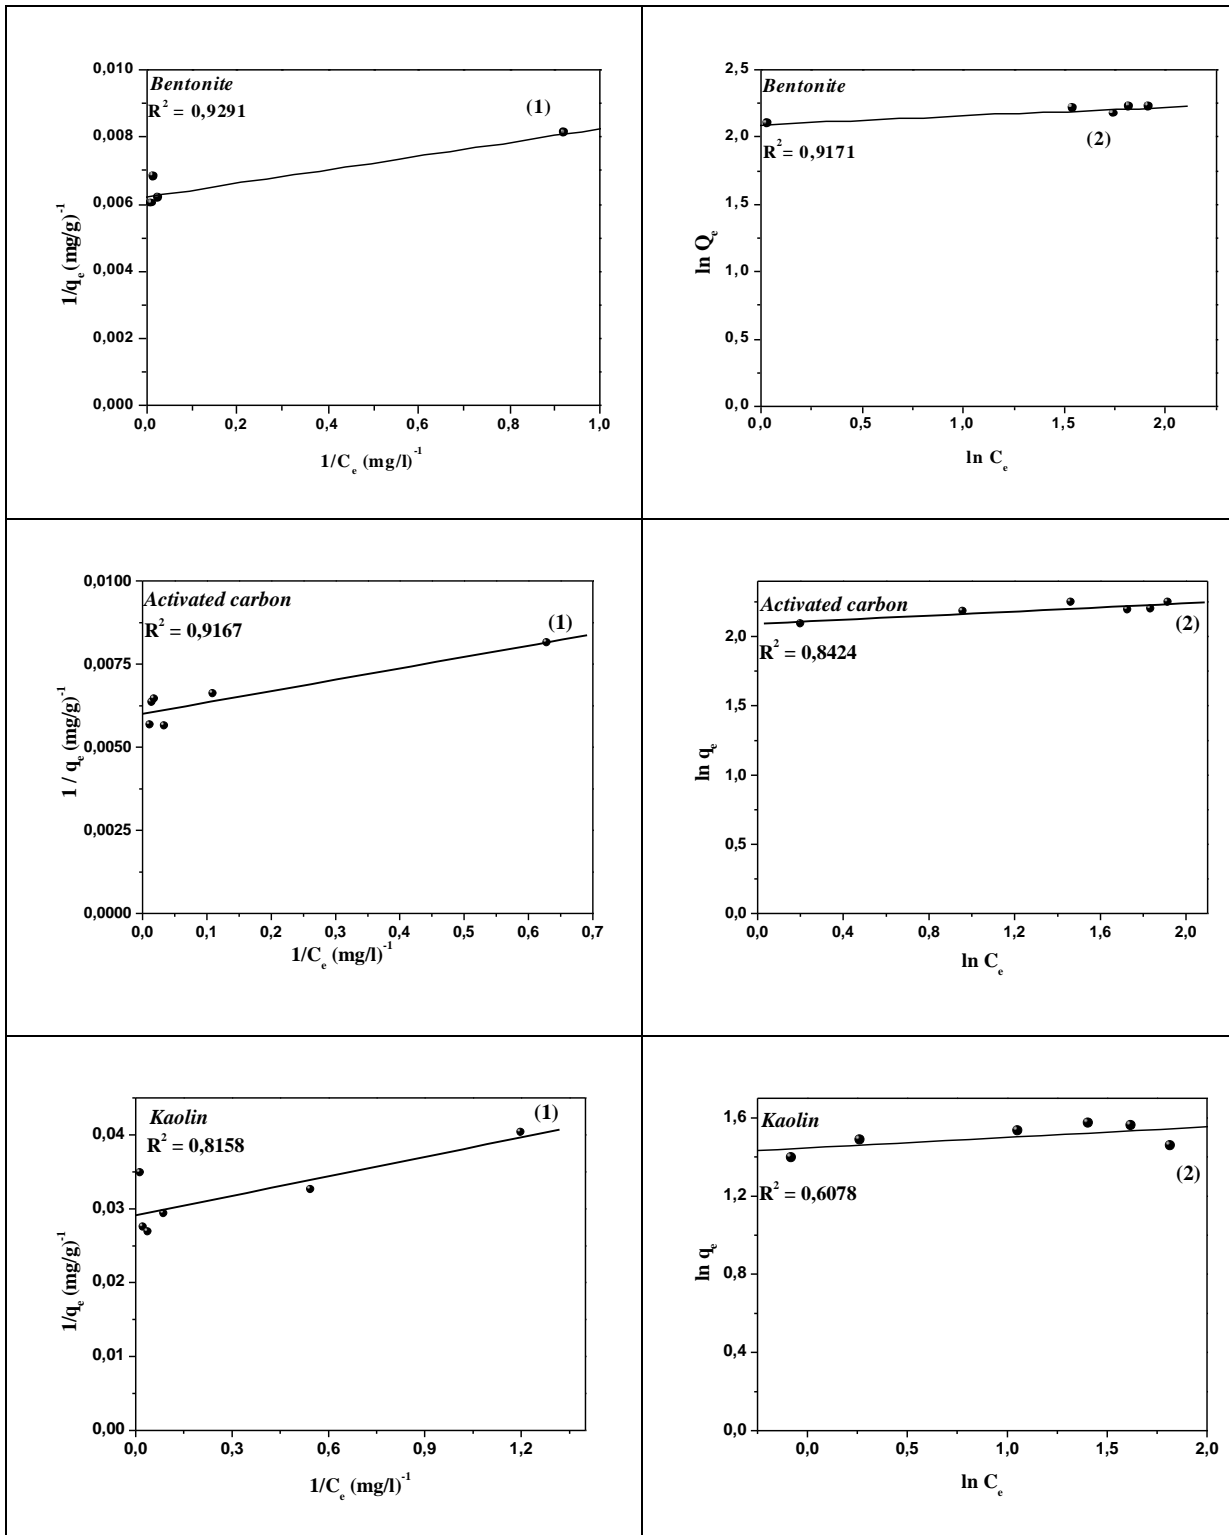 Bentonite
R² = 0,9291
(1)
0,010
0,008
0,006
0,004
0,002
0,000
1/qₑ (mg/g)⁻¹
0,0 0,2 0,4 0,6 0,8 1,0
1/Cₑ (mg/l)⁻¹
Bentonite
R² = 0,9171
(2)
2,5
2,0
1,5
1,0
0,5
0,0
ln Qₑ
0,0 0,5 1,0 1,5 2,0
ln Cₑ
Activated carbon
R² = 0,9167
(1)
0,0100
0,0075
0,0050
0,0025
0,0000
1 / qₑ (mg/g)⁻¹
0,0 0,1 0,2 0,3 0,4 0,5 0,6 0,7
1/Cₑ (mg/l)⁻¹
Activated carbon
R² = 0,8424
(2)
2,0
1,5
1,0
0,5
0,0
ln qₑ
0,0 0,4 0,8 1,2 1,6 2,0
ln Cₑ
Kaolin
R² = 0,8158
(1)
0,04
0,03
0,02
0,01
0,00
1/qₑ (mg/g)⁻¹
0,0 0,3 0,6 0,9 1,2
1/Cₑ (mg/l)⁻¹
Kaolin
R² = 0,6078
(2)
1,6
1,2
0,8
0,4
0,0
ln qₑ
0,0 0,5 1,0 1,5 2,0
ln Cₑ